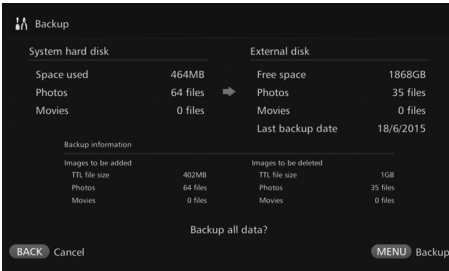 Backup
System hard disk External disk
Space used 464MB Free space 1868GB
Photos 64 files Photos 35 files
Movies 0 files Movies 0 files
Last backup date 18/6/2015
Backup information
Images to be added Images to be deleted
TTL file size 402MB TTL file size 1GB
Photos 64 files Photos 35 files
Movies 0 files Movies 0 files
Backup all data?
BACK Cancel MENU Backup